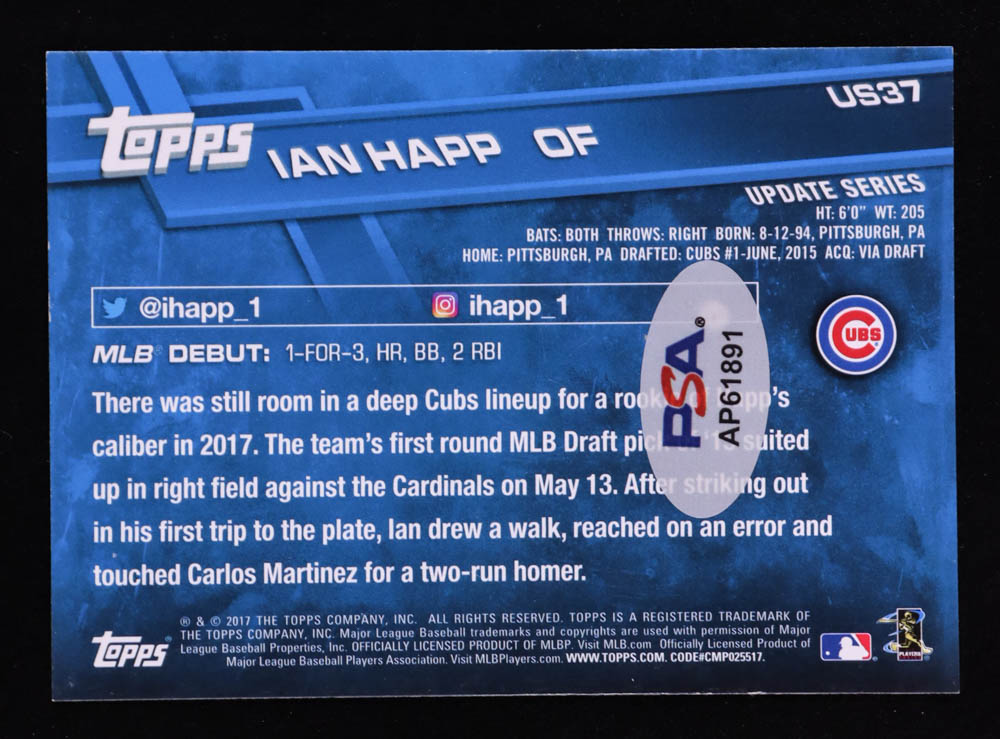 US37
TOPPS IAN HAPP OF
UPDATE SERIES
HT: 6'0" WT: 205
BATS: BOTH THROWS: RIGHT BORN: 8-12-94, PITTSBURGH, PA
HOME: PITTSBURGH, PA DRAFTED: CUBS #1-JUNE, 2015 ACQ: VIA DRAFT
@ihapp_1 ihapp_1
CUBS
MLB® DEBUT: 1-FOR-3, HR, BB, 2 RBI
PSA®
AP61891
There was still room in a deep Cubs lineup for a rookie of Happ's
caliber in 2017. The team's first round MLB Draft pick of '15 suited
up in right field against the Cardinals on May 13. After striking out
in his first trip to the plate, Ian drew a walk, reached on an error and
touched Carlos Martinez for a two-run homer.
TOPPS®
® & © 2017 THE TOPPS COMPANY, INC. ALL RIGHTS RESERVED. TOPPS IS A REGISTERED TRADEMARK OF
THE TOPPS COMPANY, INC. Major League Baseball trademarks and copyrights are used with permission of Major
League Baseball Properties, Inc. OFFICIALLY LICENSED PRODUCT OF MLBP. Visit MLB.com Officially Licensed Product of
Major League Baseball Players Association. Visit MLBPlayers.com. WWW.TOPPS.COM. CODE#CMP025517.
PLAYERS